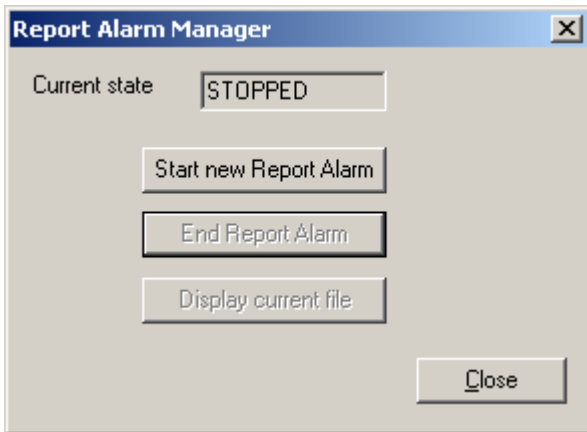 Report Alarm Manager
Current state STOPPED
Start new Report Alarm
End Report Alarm
Display current file
Close